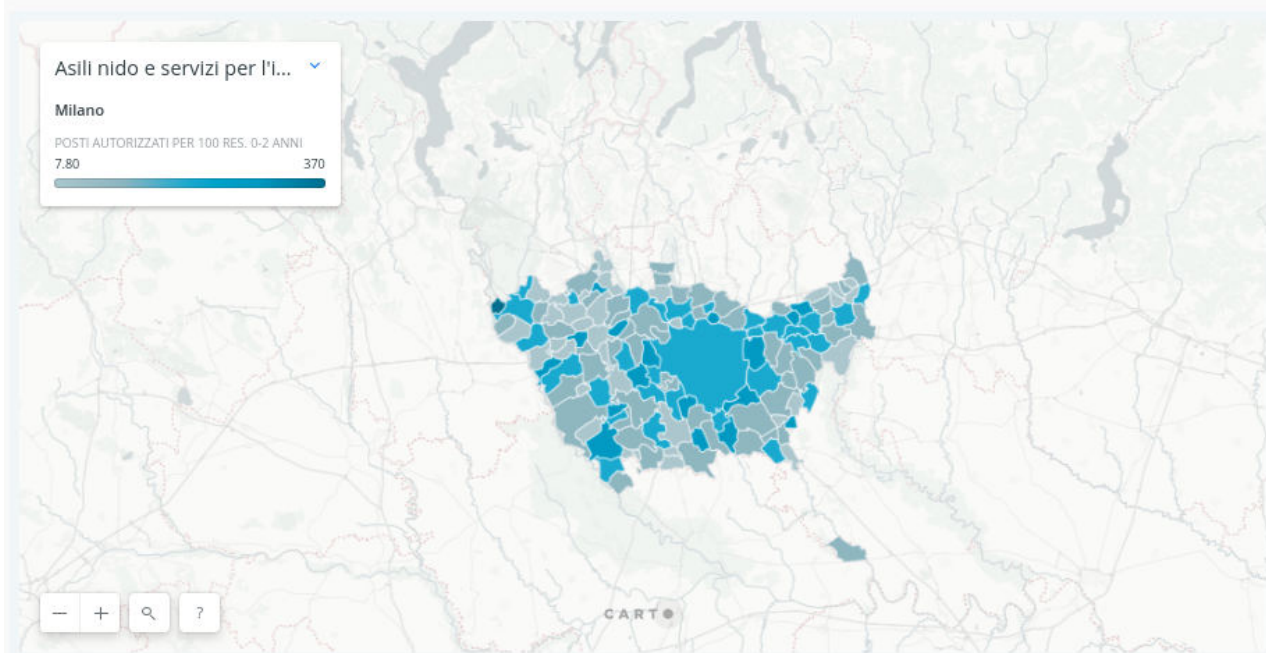 Asili nido e servizi per l'i...
Milano
POSTI AUTORIZZATI PER 100 RES. 0-2 ANNI
7.80 370
?
CARTO